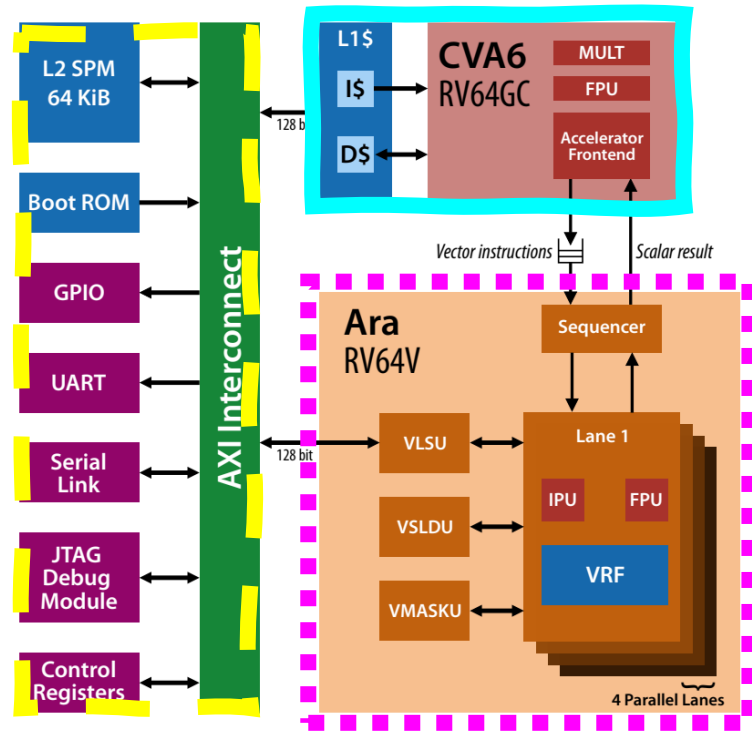 L2 SPM
64 KiB
Boot ROM
GPIO
UART
Serial
Link
JTAG
Debug
Module
Control
Registers
AXI Interconnect
128 b
L1$
I$
D$
CVA6
RV64GC
MULT
FPU
Accelerator
Frontend
Vector instructions
Scalar result
Ara
RV64V
Sequencer
128 bit
VLSU
VSLDU
VMASKU
Lane 1
IPU
FPU
VRF
4 Parallel Lanes